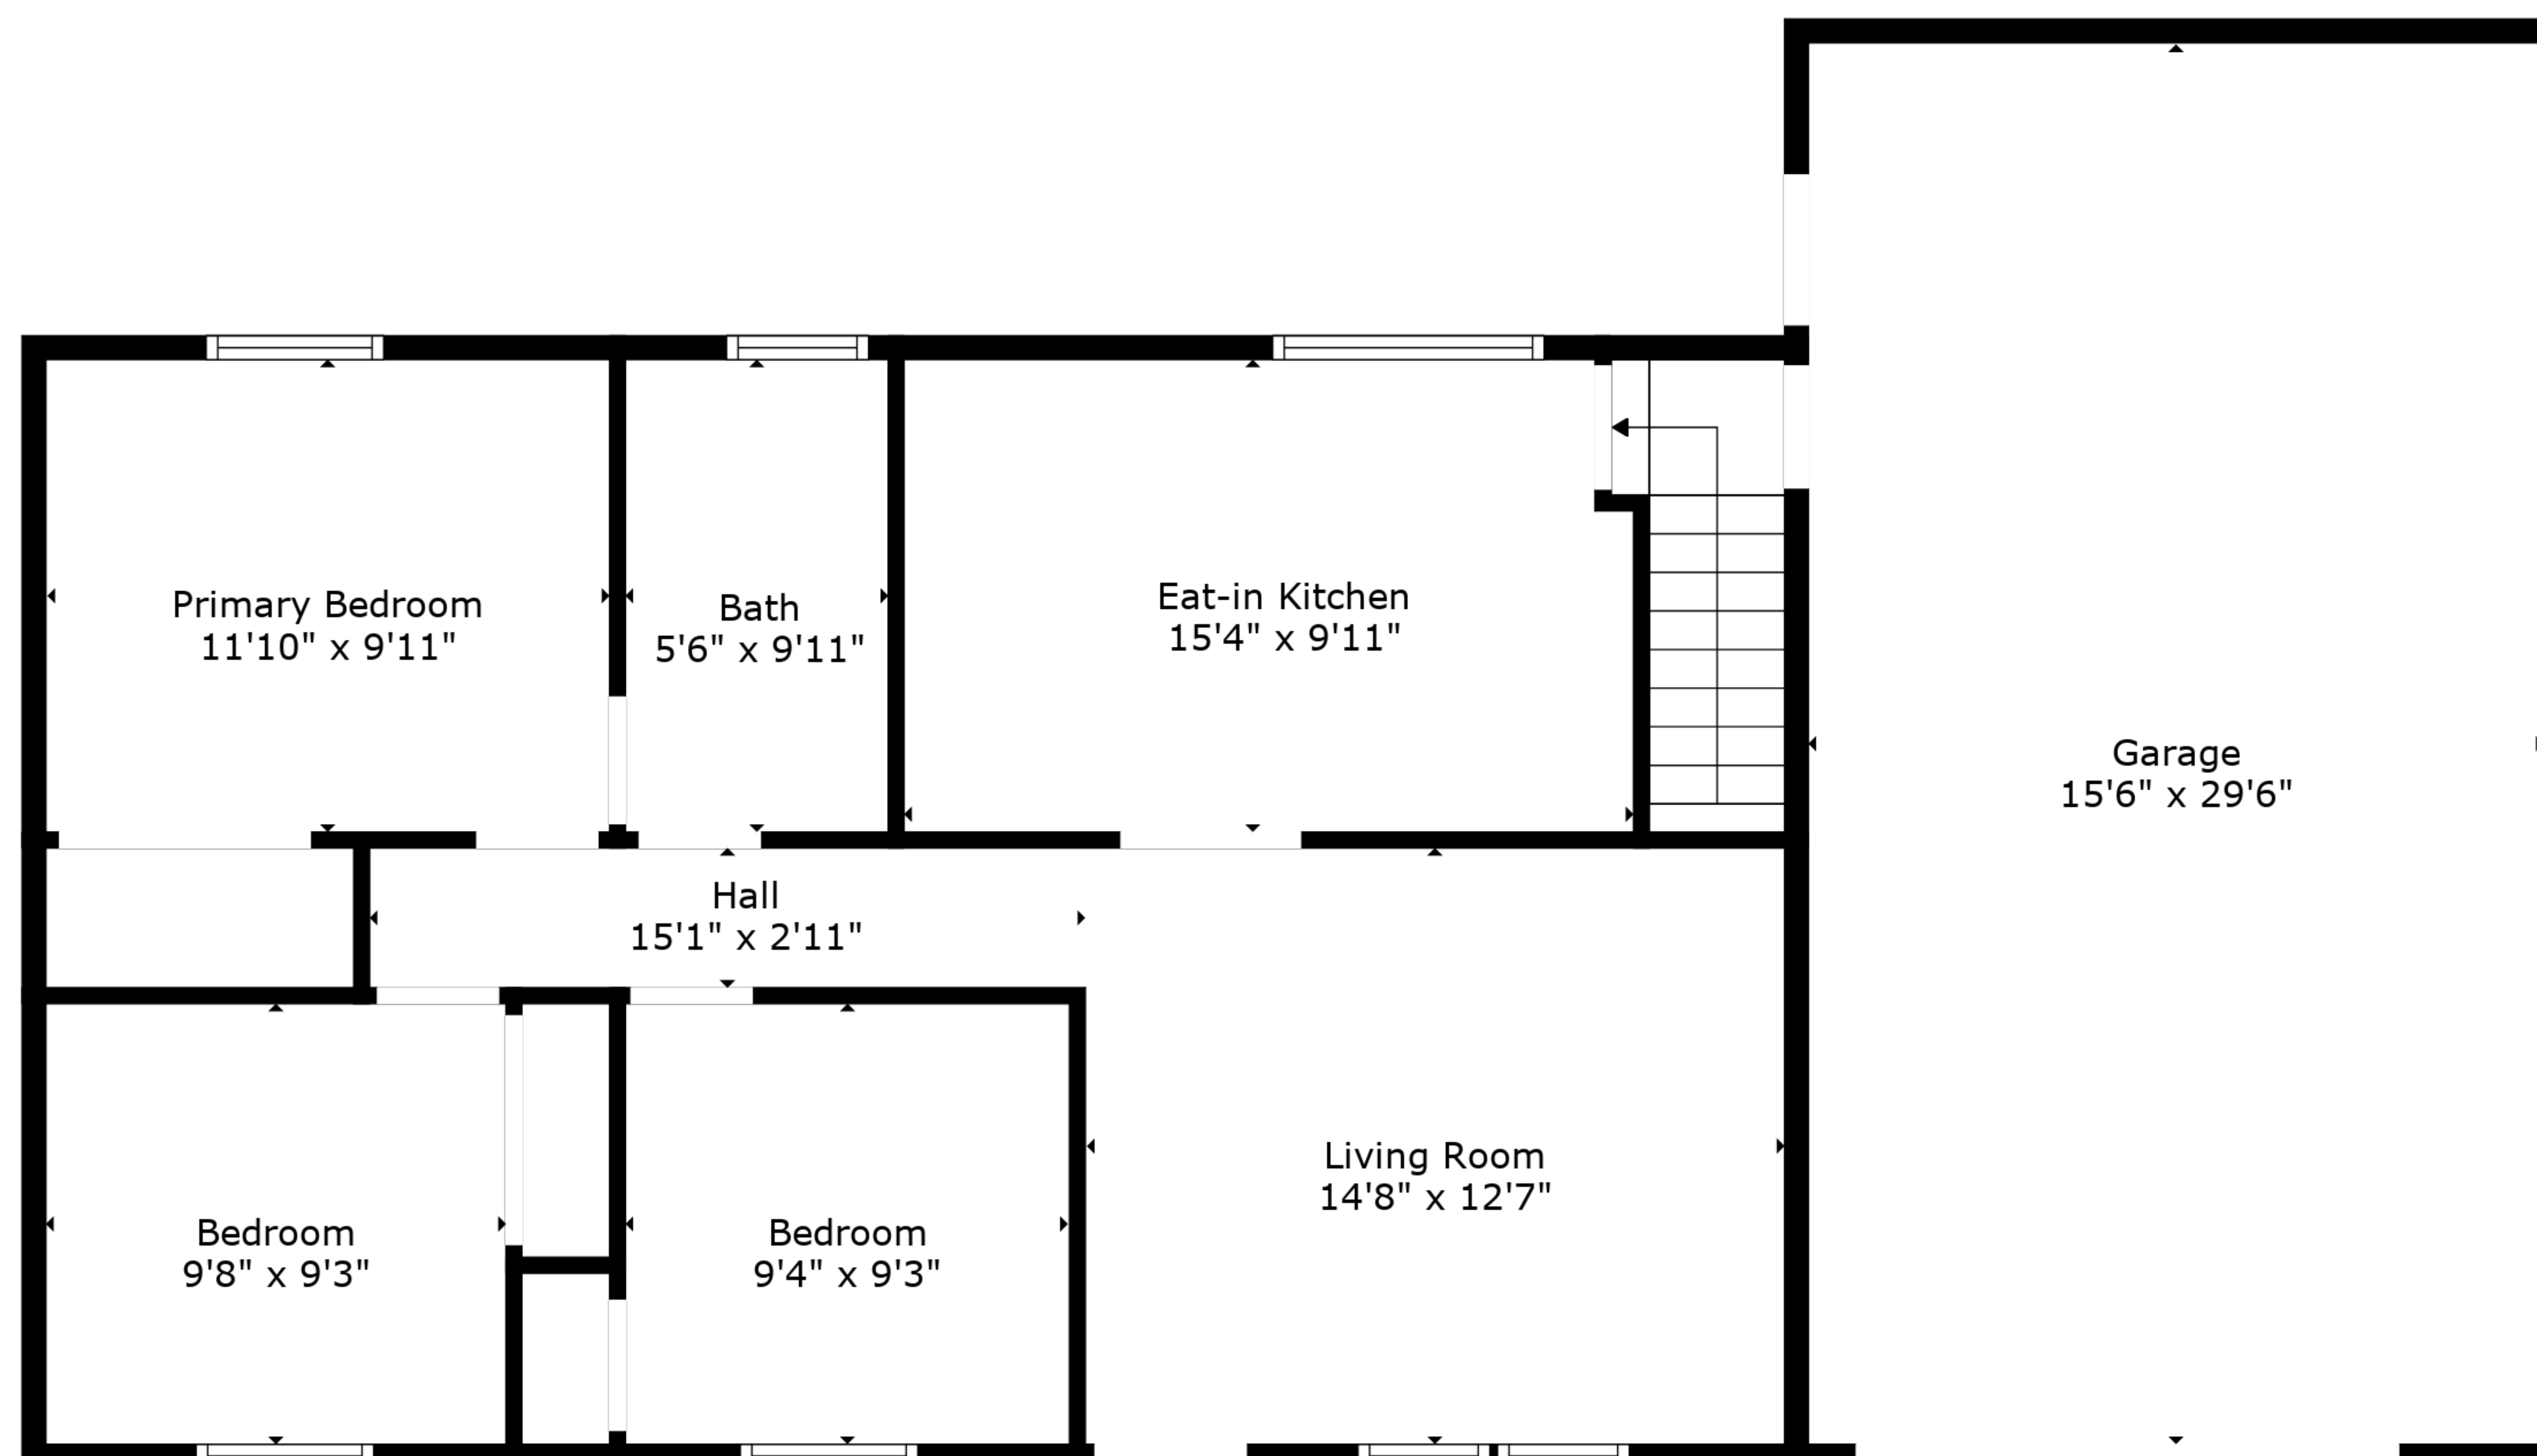 Primary Bedroom
11'10" x 9'11"
Bath
5'6" x 9'11"
Eat-in Kitchen
15'4" x 9'11"
Garage
15'6" x 29'6"
Hall
15'1" x 2'11"
Living Room
14'8" x 12'7"
Bedroom
9'8" x 9'3"
Bedroom
9'4" x 9'3"